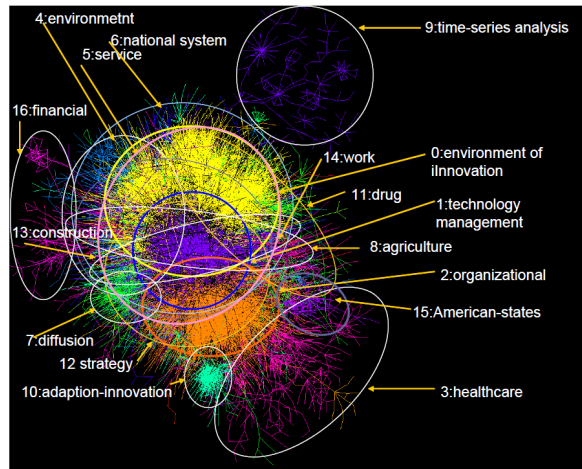 4:environmetnt
6:national system
5:service
9:time-series analysis
16:financial
14:work
0:environment of
iInnovation
11:drug
1:technology
management
13:construction
8:agriculture
2:organizational
15:American-states
7:diffusion
12 strategy
10:adaption-innovation
3:healthcare